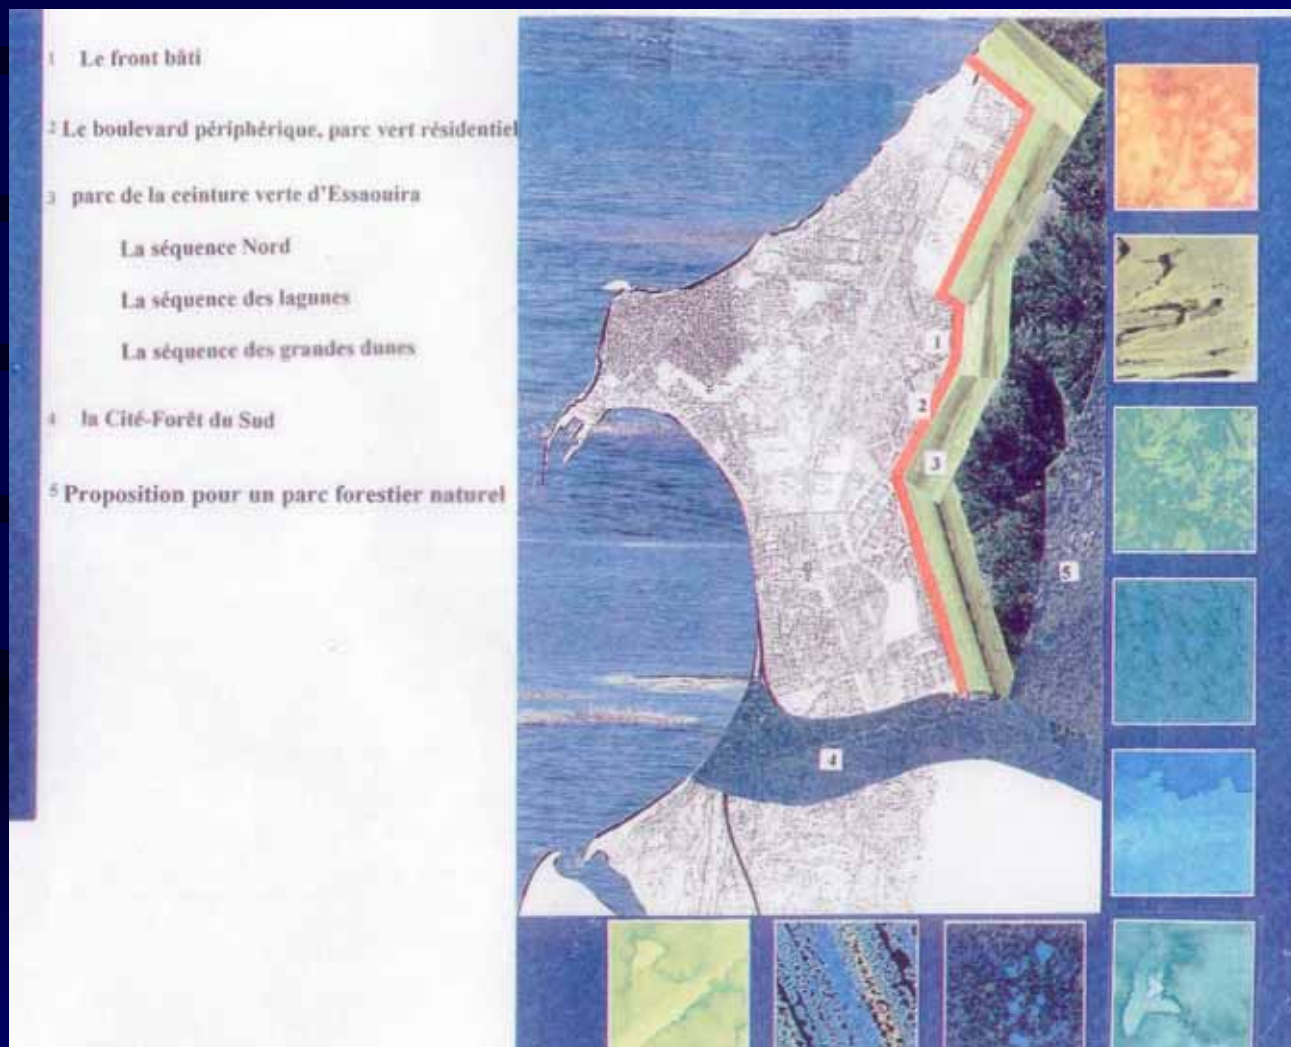 1 Le front bâti
2 Le boulevard périphérique, parc vert résidentiel
3 parc de la ceinture verte d'Essaouira
La séquence Nord
La séquence des lagunes
La séquence des grandes dunes
4 la Cité-Forêt du Sud
5 Proposition pour un parc forestier naturel
1
2
3
5
4